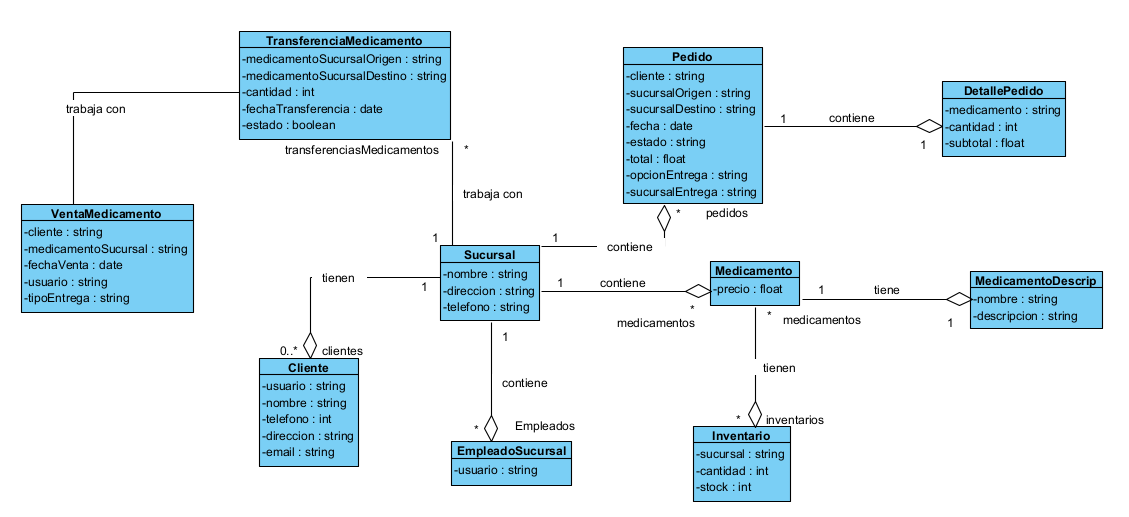 TransferenciaMedicamento
-medicamentoSucursalOrigen : string
-medicamentoSucursalDestino : string
-cantidad : int
-fechaTransferencia : date
-estado : boolean
trabaja con
transferenciasMedicamentos
*
trabaja con
1
VentaMedicamento
-cliente : string
-medicamentoSucursal : string
-fechaVenta : date
-usuario : string
-tipoEntrega : string
Pedido
-cliente : string
-sucursalOrigen : string
-sucursalDestino : string
-fecha : date
-estado : string
-total : float
-opcionEntrega : string
-sucursalEntrega : string
1
contiene
1
DetallePedido
-medicamento : string
-cantidad : int
-subtotal : float
*
pedidos
1
contiene
Sucursal
-nombre : string
-direccion : string
-telefono : string
1
contiene
*
medicamentos
Medicamento
-precio : float
1
tiene
1
MedicamentoDescrip
-nombre : string
-descripcion : string
*
medicamentos
tienen
*
inventarios
Inventario
-sucursal : string
-cantidad : int
-stock : int
tienen
1
0..*
clientes
Cliente
-usuario : string
-nombre : string
-telefono : int
-direccion : string
-email : string
1
contiene
*
Empleados
EmpleadoSucursal
-usuario : string